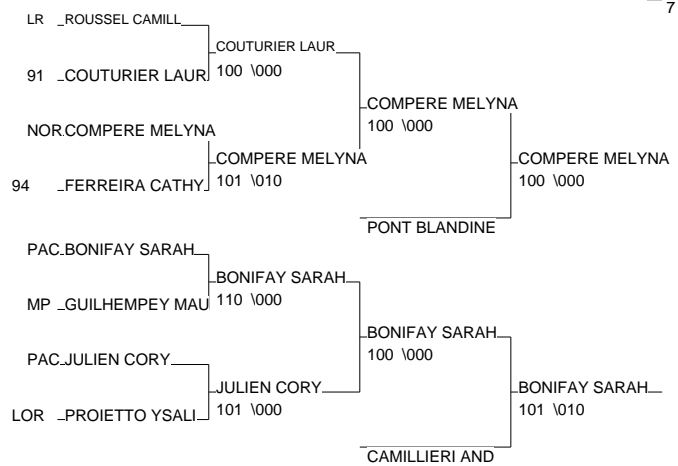 7
LR ROUSSEL CAMILL
COUTURIER LAUR
91 COUTURIER LAUR 100 \000
COMPERE MELYNA
100 \000
NOR COMPERE MELYNA
COMPERE MELYNA
COMPERE MELYNA
94 FERREIRA CATHY 101 \010
100 \000
PONT BLANDINE
PAC BONIFAY SARAH
BONIFAY SARAH
MP GUILHEMPEY MAU 110 \000
BONIFAY SARAH
100 \000
PAC JULIEN CORY
JULIEN CORY
BONIFAY SARAH
LOR PROIETTO YSALI 101 \000
101 \010
CAMILLIERI AND